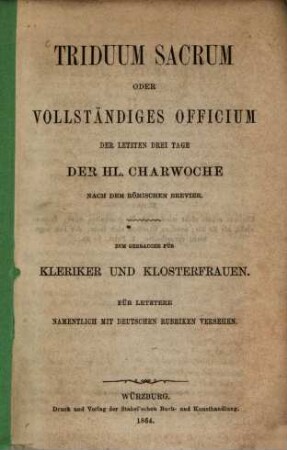 TRIDUUM SACRUM
ODER
VOLLSTÄNDIGES OFFICIUM
DER LETZTEN DREI TAGE
DER HL. CHARWOCHE
NACH DEM RÖMISCHEN BREVIER.
ZUM GEBRAUCHE FÜR
KLERIKER UND KLOSTERFRAUEN.
FÜR LETZTERE
NAMENTLICH MIT DEUTSCHEN RUBRIKEN VERSEHEN.
WÜRZBURG.
Druck und Verlag der Stahel'schen Buch- und Kunsthandlung.
1864.